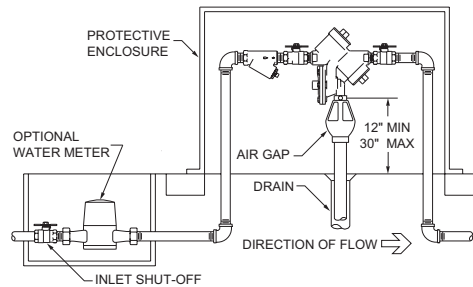 PROTECTIVE
ENCLOSURE
OPTIONAL
WATER METER
12" MIN
30" MAX
AIR GAP
DRAIN
DIRECTION OF FLOW
INLET SHUT-OFF